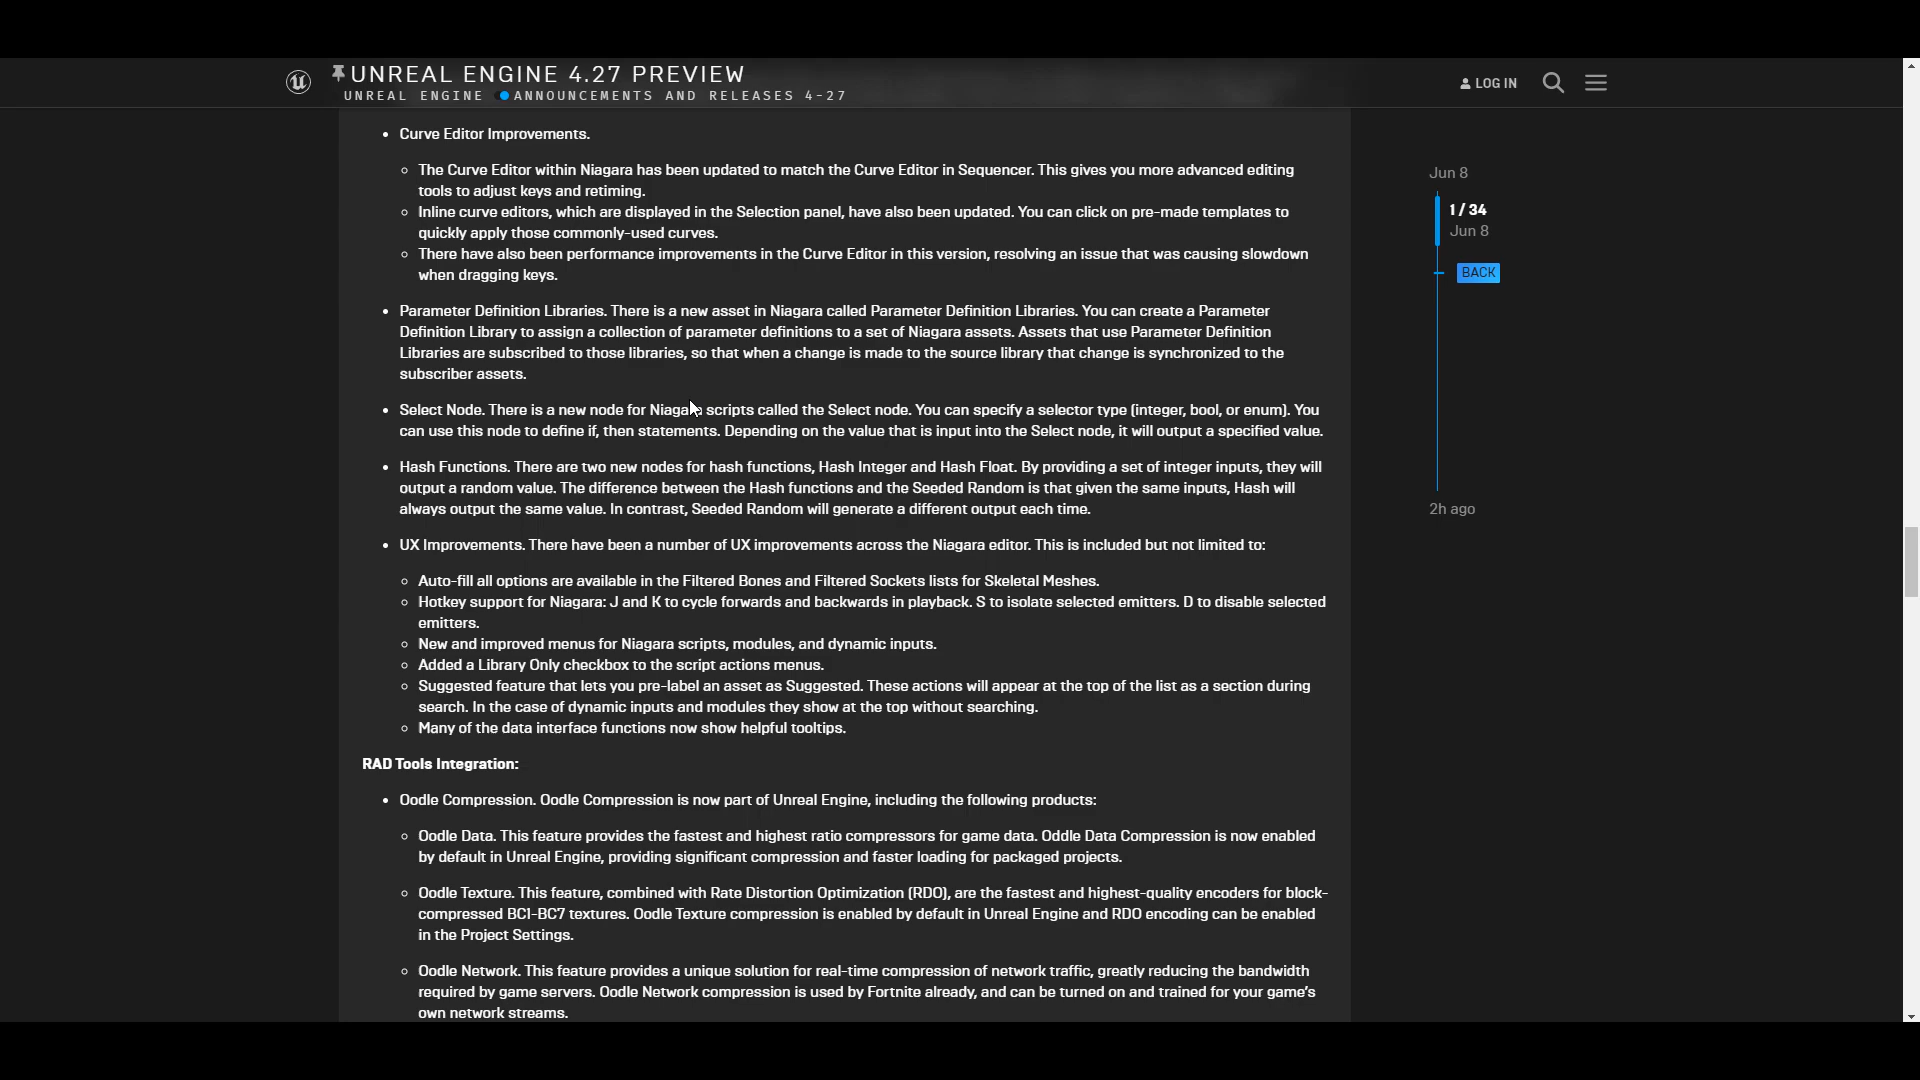 UNREAL ENGINE 4.27 PREVIEW
UNREAL ENGINE ANNOUNCEMENTS AND RELEASES 4-27
LOG IN
Curve Editor Improvements.
The Curve Editor within Niagara has been updated to match the Curve Editor in Sequencer. This gives you more advanced editing
tools to adjust keys and retiming.
Inline curve editors, which are displayed in the Selection panel, have also been updated. You can click on pre-made templates to
quickly apply those commonly-used curves.
There have also been performance improvements in the Curve Editor in this version, resolving an issue that was causing slowdown
when dragging keys.
Parameter Definition Libraries. There is a new asset in Niagara called Parameter Definition Libraries. You can create a Parameter
Definition Library to assign a collection of parameter definitions to a set of Niagara assets. Assets that use Parameter Definition
Libraries are subscribed to those libraries, so that when a change is made to the source library that change is synchronized to the
subscriber assets.
Select Node. There is a new node for Niagara scripts called the Select node. You can specify a selector type (integer, bool, or enum). You
can use this node to define if, then statements. Depending on the value that is input into the Select node, it will output a specified value.
Hash Functions. There are two new nodes for hash functions, Hash Integer and Hash Float. By providing a set of integer inputs, they will
output a random value. The difference between the Hash functions and the Seeded Random is that given the same inputs, Hash will
always output the same value. In contrast, Seeded Random will generate a different output each time.
UX Improvements. There have been a number of UX improvements across the Niagara editor. This is included but not limited to:
Auto-fill all options are available in the Filtered Bones and Filtered Sockets lists for Skeletal Meshes.
Hotkey support for Niagara: J and K to cycle forwards and backwards in playback. S to isolate selected emitters. D to disable selected
emitters.
New and improved menus for Niagara scripts, modules, and dynamic inputs.
Added a Library Only checkbox to the script actions menus.
Suggested feature that lets you pre-label an asset as Suggested. These actions will appear at the top of the list as a section during
search. In the case of dynamic inputs and modules they show at the top without searching.
Many of the data interface functions now show helpful tooltips.
RAD Tools Integration:
Oodle Compression. Oodle Compression is now part of Unreal Engine, including the following products:
Oodle Data. This feature provides the fastest and highest ratio compressors for game data. Oddle Data Compression is now enabled
by default in Unreal Engine, providing significant compression and faster loading for packaged projects.
Oodle Texture. This feature, combined with Rate Distortion Optimization (RDO), are the fastest and highest-quality encoders for block-
compressed BC1-BC7 textures. Oodle Texture compression is enabled by default in Unreal Engine and RDO encoding can be enabled
in the Project Settings.
Oodle Network. This feature provides a unique solution for real-time compression of network traffic, greatly reducing the bandwidth
required by game servers. Oodle Network compression is used by Fortnite already, and can be turned on and trained for your game's
own network streams.
Jun 8
1 / 34
Jun 8
BACK
2h ago